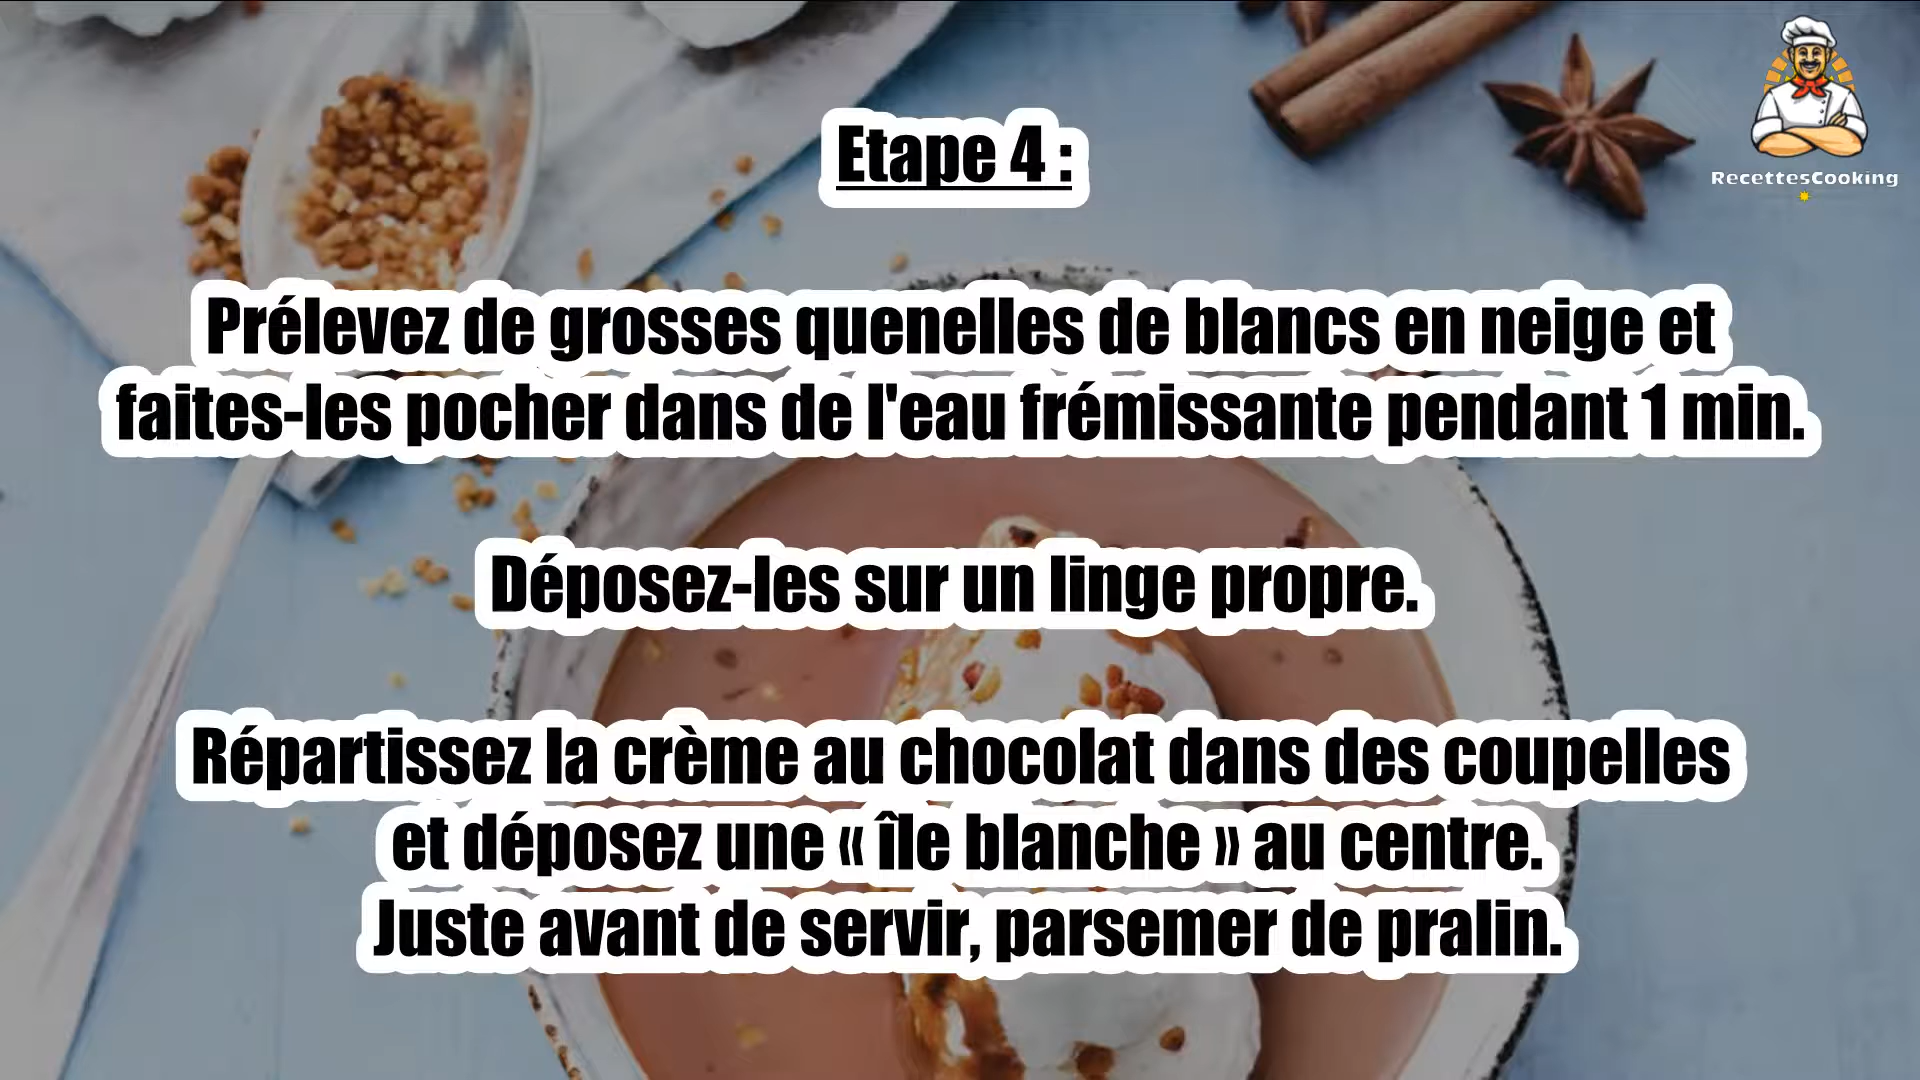 RecettesCooking
Etape 4 :
Prélevez de grosses quenelles de blancs en neige et
faites-les pocher dans de l'eau frémissante pendant 1 min.
Déposez-les sur un linge propre.
Répartissez la crème au chocolat dans des coupelles
et déposez une « île blanche » au centre.
Juste avant de servir, parsemer de pralin.